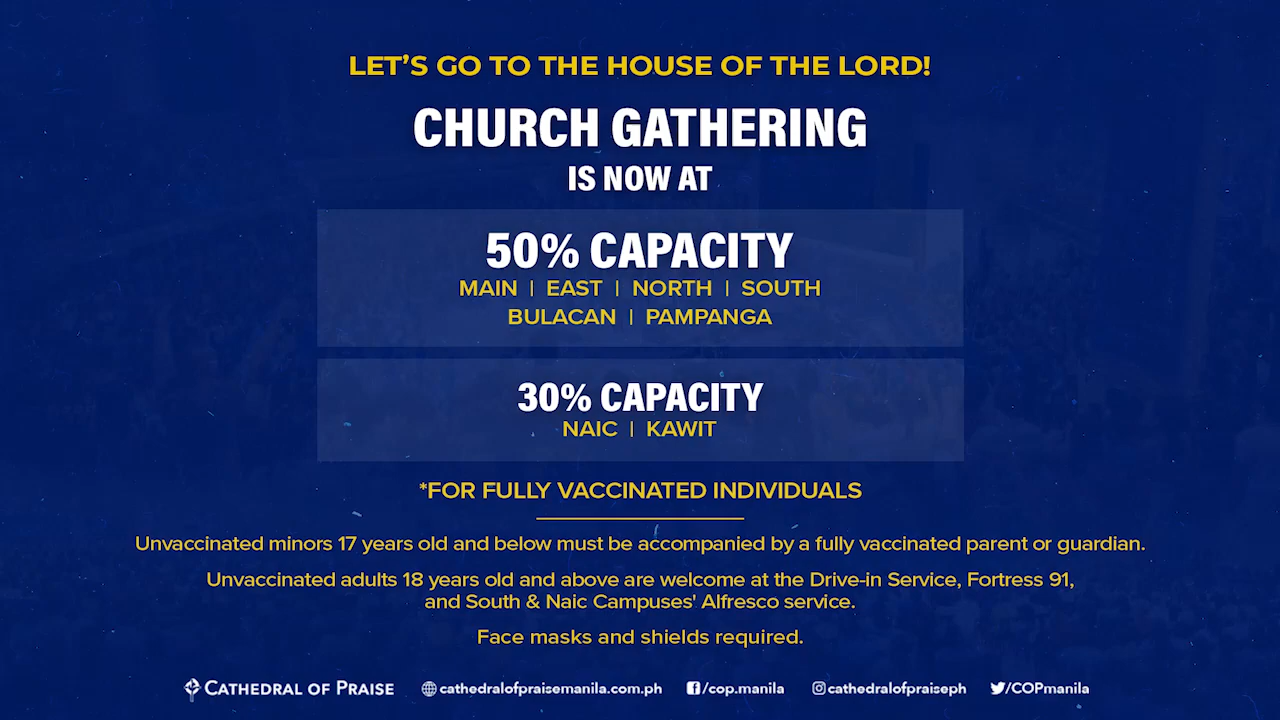 LET'S GO TO THE HOUSE OF THE LORD!
CHURCH GATHERING
IS NOW AT
50% CAPACITY
MAIN | EAST | NORTH | SOUTH
BULACAN | PAMPANGA
30% CAPACITY
NAIC | KAWIT
*FOR FULLY VACCINATED INDIVIDUALS
Unvaccinated minors 17 years old and below must be accompanied by a fully vaccinated parent or guardian.
Unvaccinated adults 18 years old and above are welcome at the Drive-in Service, Fortress 91,
and South & Naic Campuses' Alfresco service.
Face masks and shields required.
CATHEDRAL OF PRAISE cathedralofpraisemanila.com.ph /cop.manila cathedralofpraiseph /COPmanila